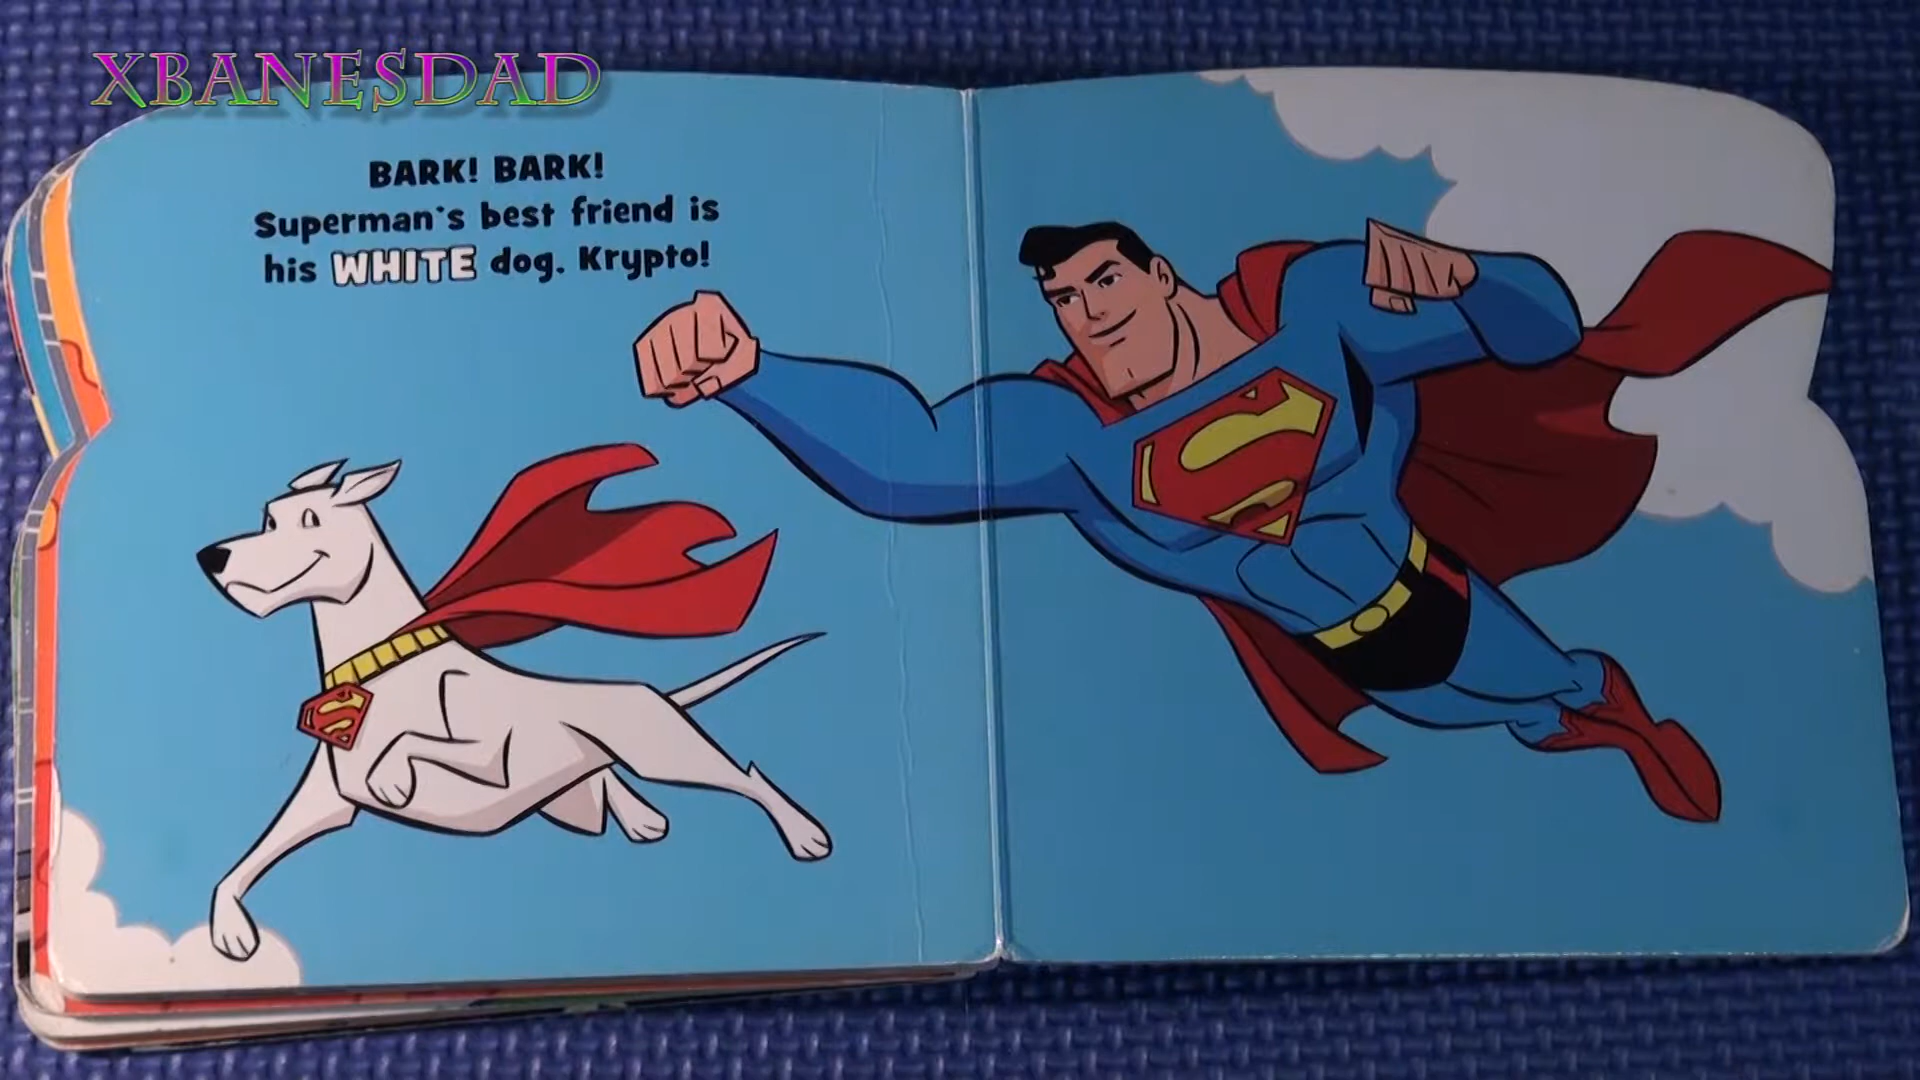 XBANESDAD
BARK! BARK!
Superman's best friend is
his WHITE dog, Krypto!